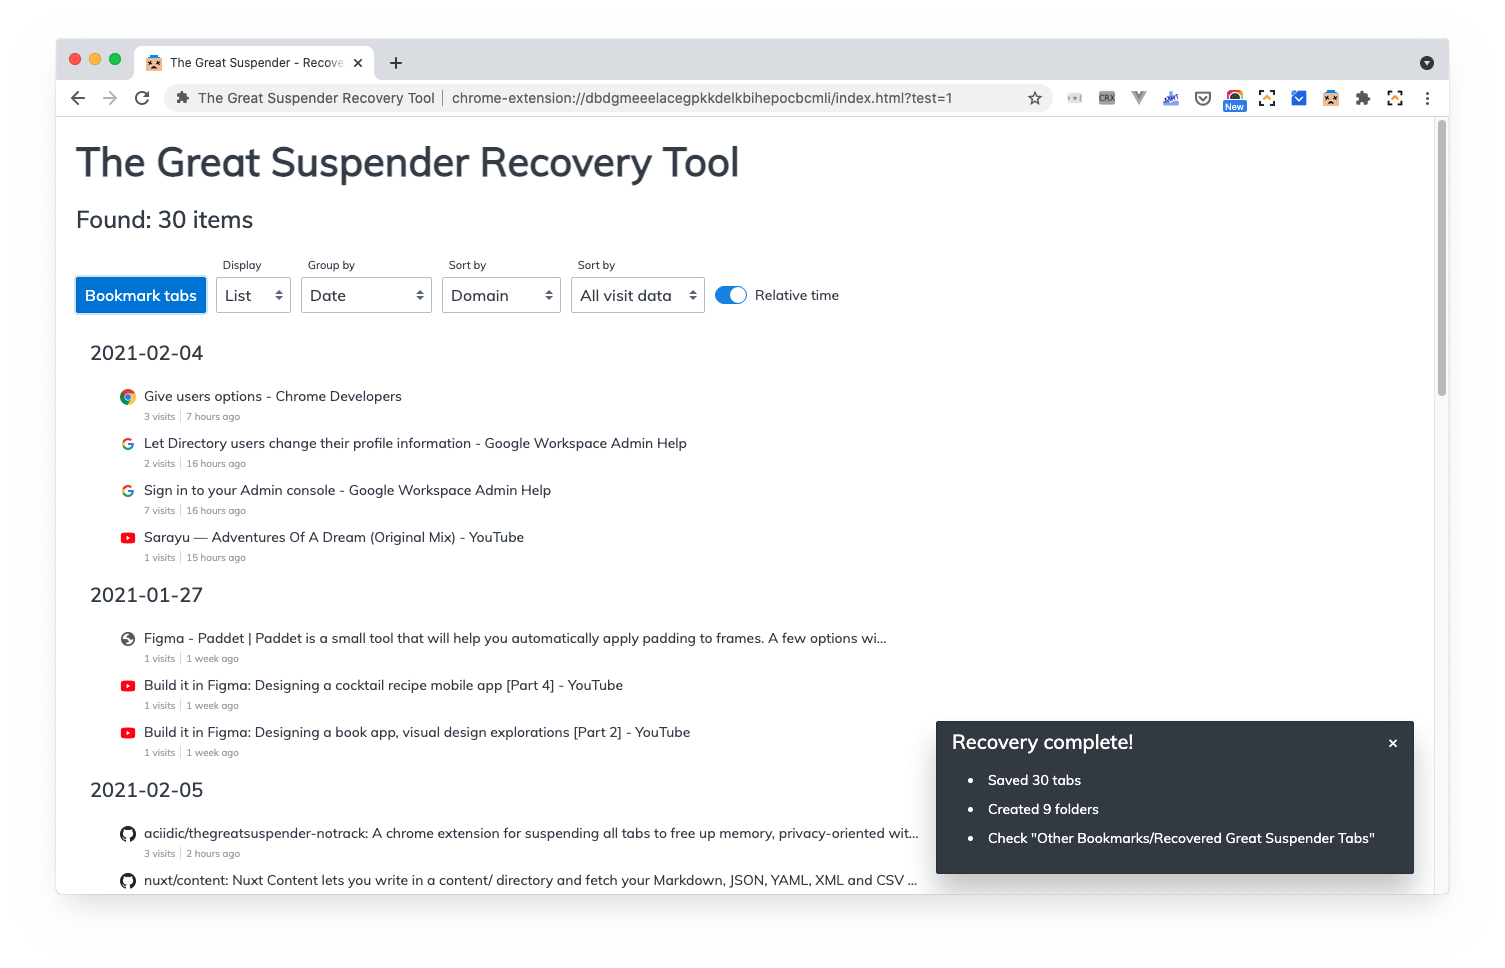 The Great Suspender - Recove
The Great Suspender Recovery Tool | chrome-extension://dbdgmeeelacegpkkdelkbihepocbcmli/index.html?test=1
CRX
New
The Great Suspender Recovery Tool
Found: 30 items
Display
Group by
Sort by
Sort by
Bookmark tabs
List
Date
Domain
All visit data
Relative time
2021-02-04
Give users options - Chrome Developers
3 visits | 7 hours ago
Let Directory users change their profile information - Google Workspace Admin Help
2 visits | 16 hours ago
Sign in to your Admin console - Google Workspace Admin Help
7 visits | 16 hours ago
Sarayu — Adventures Of A Dream (Original Mix) - YouTube
1 visits | 15 hours ago
2021-01-27
Figma - Paddet | Paddet is a small tool that will help you automatically apply padding to frames. A few options wi...
1 visits | 1 week ago
Build it in Figma: Designing a cocktail recipe mobile app [Part 4] - YouTube
1 visits | 1 week ago
Build it in Figma: Designing a book app, visual design explorations [Part 2] - YouTube
1 visits | 1 week ago
2021-02-05
aciidic/thegreatsuspender-notrack: A chrome extension for suspending all tabs to free up memory, privacy-oriented wit...
3 visits | 2 hours ago
nuxt/content: Nuxt Content lets you write in a content/ directory and fetch your Markdown, JSON, YAML, XML and CSV ...
Recovery complete!
Saved 30 tabs
Created 9 folders
Check "Other Bookmarks/Recovered Great Suspender Tabs"